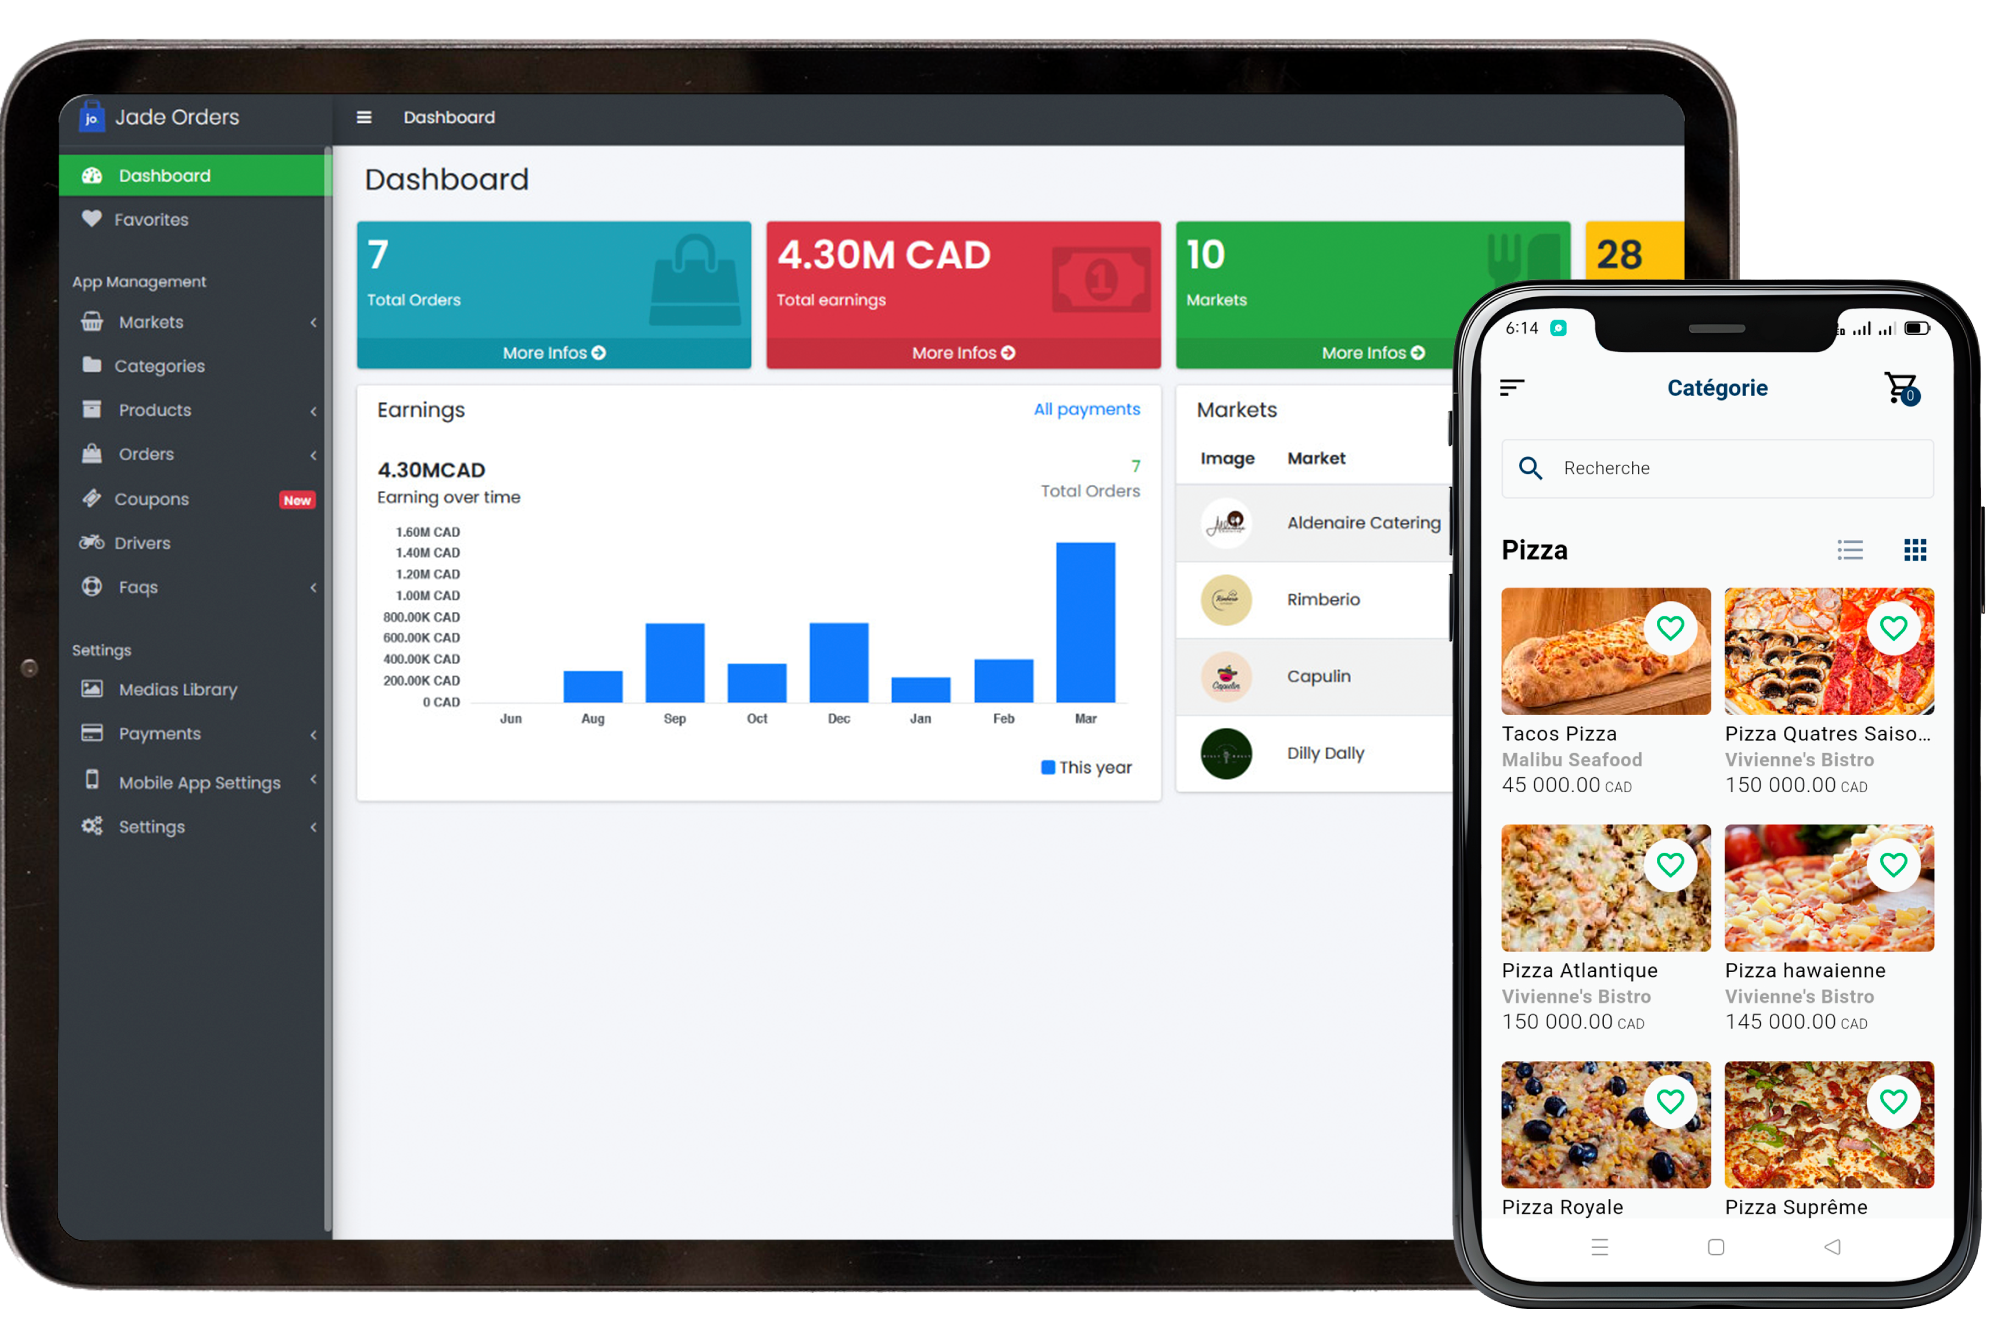 jo.
Jade Orders
Dashboard
Dashboard
Favorites
App Management
Markets
Categories
Products
Orders
Coupons New
Drivers
Faqs
Settings
Medias Library
Payments
Mobile App Settings
Settings
Dashboard
7
Total Orders
More Infos
4.30M CAD
Total earnings
1
More Infos
10
Markets
More Infos
28
Earnings
All payments
4.30MCAD
Earning over time
7
Total Orders
1.60M CAD
1.40M CAD
1.20M CAD
1.00M CAD
800.00K CAD
600.00K CAD
400.00K CAD
200.00K CAD
0 CAD
Jun Aug Sep Oct Dec Jan Feb Mar
This year
Markets
Image Market
Aldenaire Catering
Rimberio
Capulin
Capulin
Dilly Dally
6:14
Catégorie
0
Recherche
Pizza
Tacos Pizza
Malibu Seafood
45 000.00 CAD
Pizza Quatres Saiso...
Vivienne's Bistro
150 000.00 CAD
Pizza Atlantique
Vivienne's Bistro
150 000.00 CAD
Pizza hawaienne
Vivienne's Bistro
145 000.00 CAD
Pizza Royale
Pizza Suprême